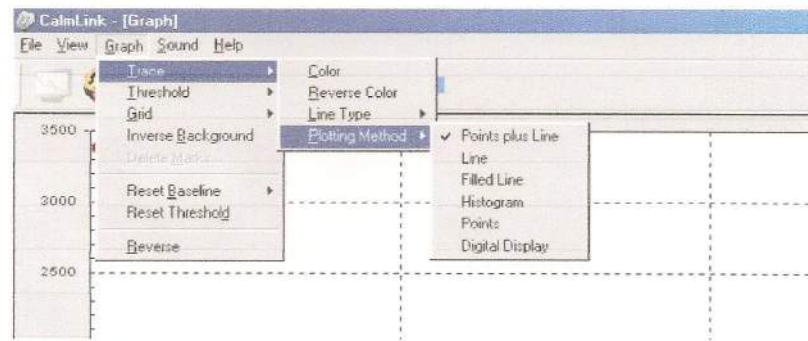 CalmLink - [Graph]
File View Graph Sound Help
Trace
Threshold
Grid
Inverse Background
Delete Marks
Reset Baseline
Reset Threshold
Reverse
Color
Reverse Color
Line Type
Plotting Method
✓ Points plus Line
Line
Filled Line
Histogram
Points
Digital Display
3500
3000
2500